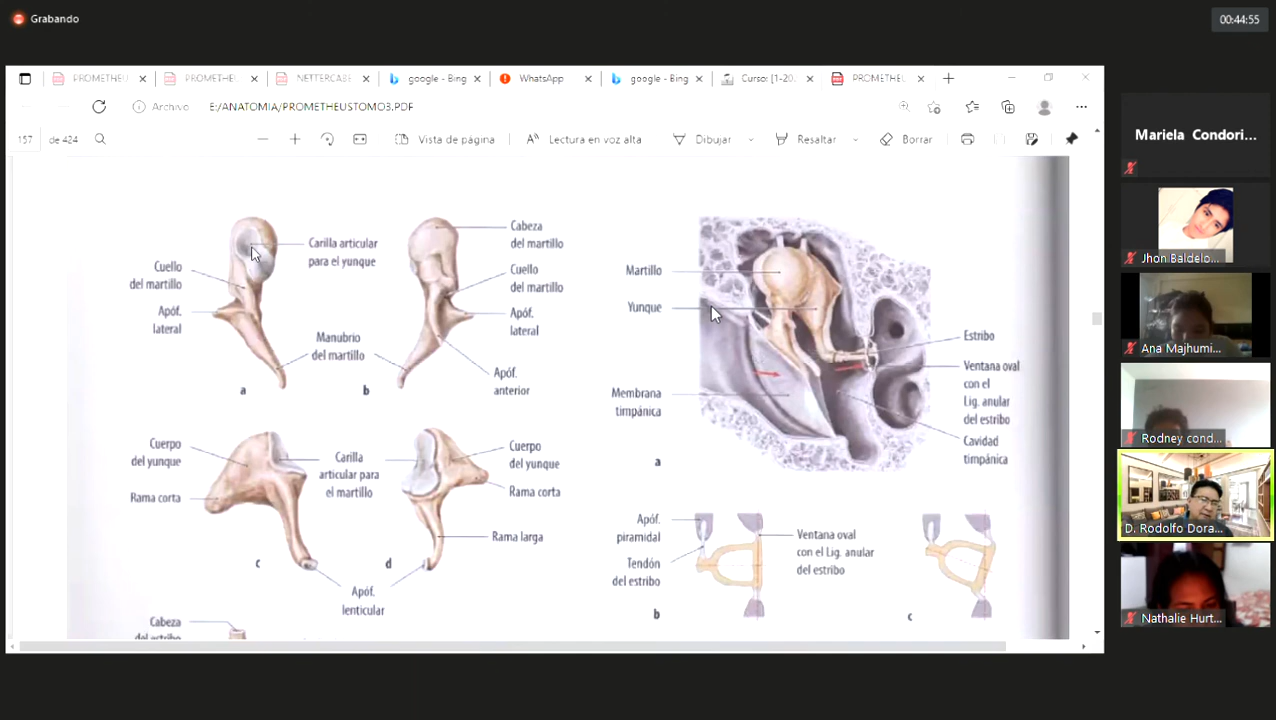 Grabando
00:44:55
PROMETHEU
PROMETHEL
NETTERCABE
google - Bing
WhatsApp
google - Bing
Curso: [1-20.
PROMETHEL
Archivo
E:/ANATOMIA/PROMETHEUSTOMO3.PDF
157
de 424
Vista de página
Lectura en voz alta
Dibujar
Resaltar
Borrar
Carilla articular
para el yunque
Cuello
del martillo
Apóf.
lateral
Manubrio
del martillo
a
b
Cabeza
del martillo
Cuello
del martillo
Apóf.
lateral
Apóf.
anterior
Cuerpo
del yunque
Rama corta
Carilla
articular para
el martillo
Cuerpo
del yunque
Rama corta
Rama larga
c
d
Apóf.
lenticular
Cabeza
del estribo
Martillo
Yunque
Membrana
timpánica
a
Estribo
Ventana oval
con el
Lig. anular
del estribo
Cavidad
timpánica
Apóf.
piramidal
Tendón
del estribo
b
Ventana oval
con el Lig. anular
del estribo
c
Mariela Condori...
Jhon Baldelo...
Ana Majhumi...
Rodney cond...
D. Rodolfo Dora...
Nathalie Hurt...